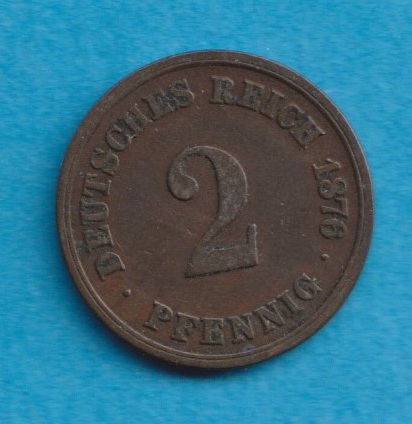 DEUTSCHES REICH 1876
2
· PFENNIG ·